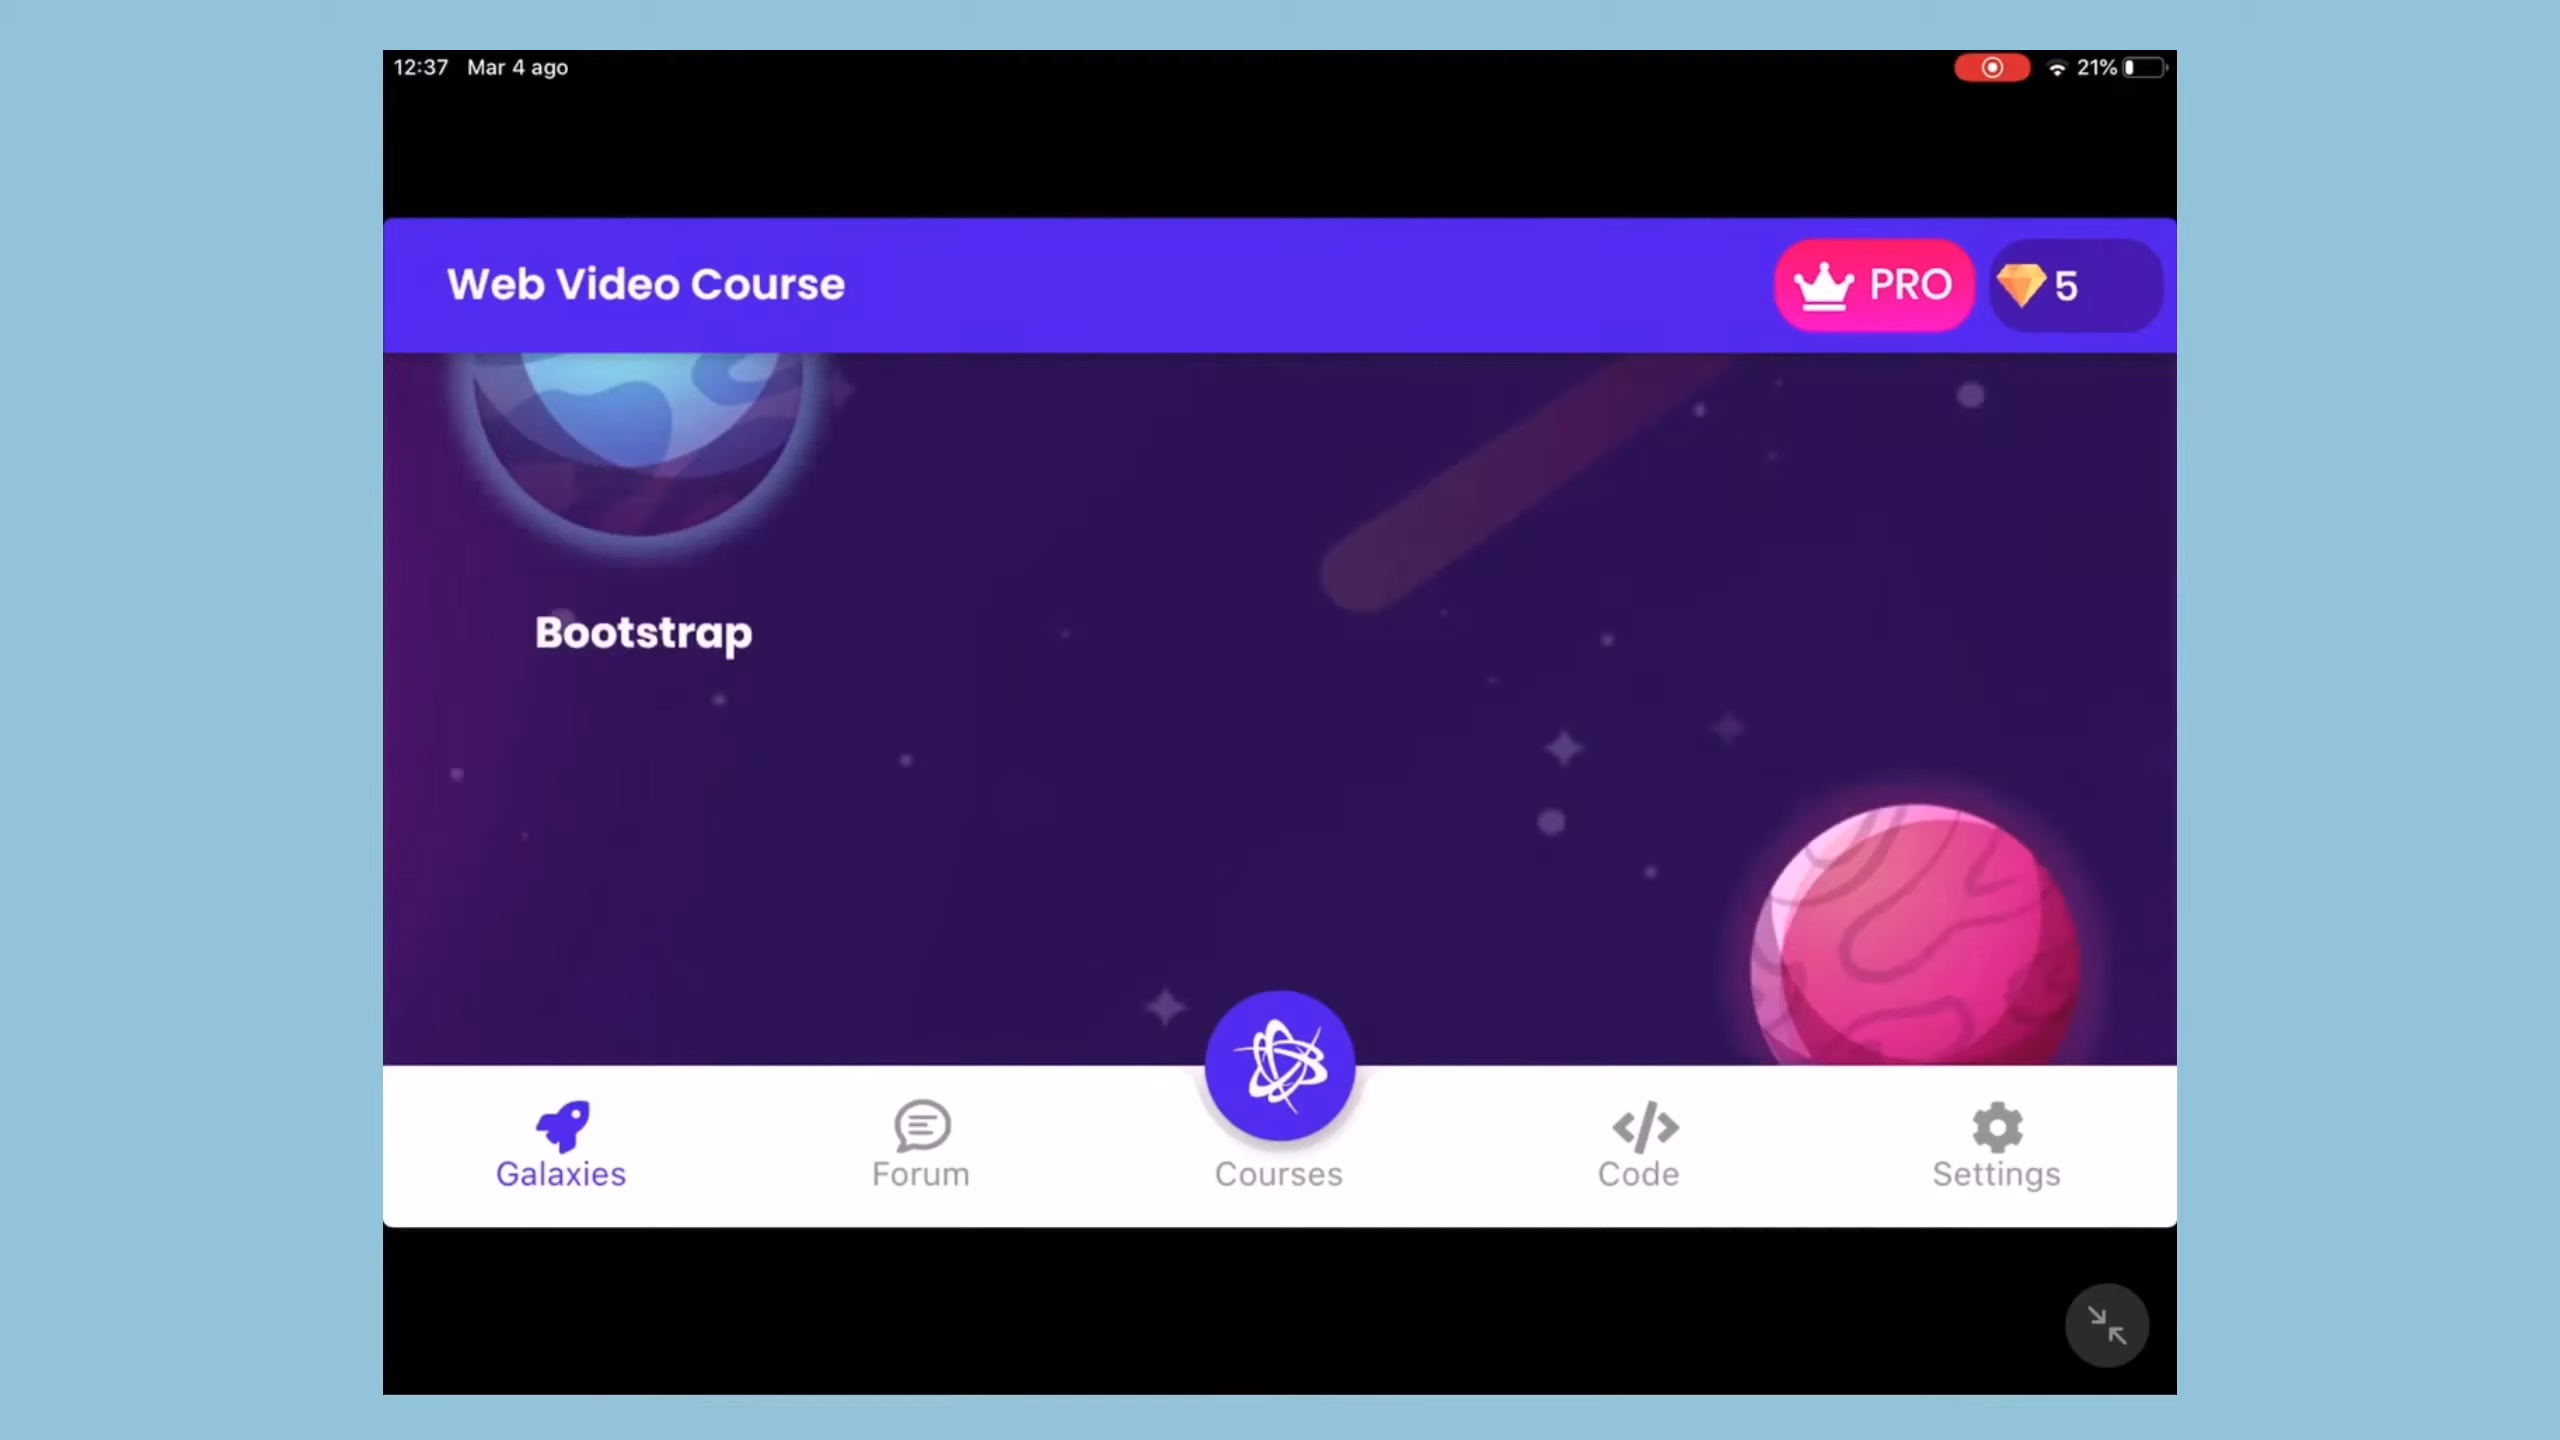 12:37 Mar 4 ago
21%
Web Video Course
PRO
5
Bootstrap
Galaxies
Forum
Courses
Code
Settings